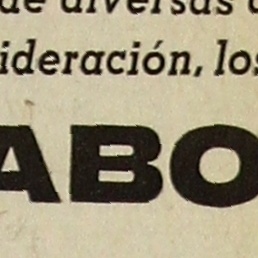 de diversas
ideración, los
ABO